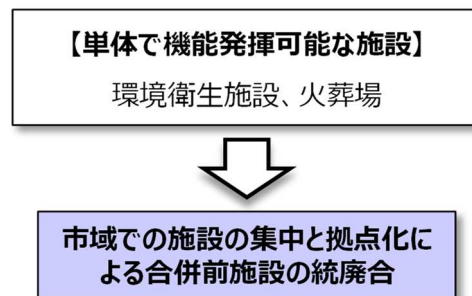 【単体で機能発揮可能な施設】
環境衛生施設、火葬場
市域での施設の集中と拠点化に
よる合併前施設の統廃合